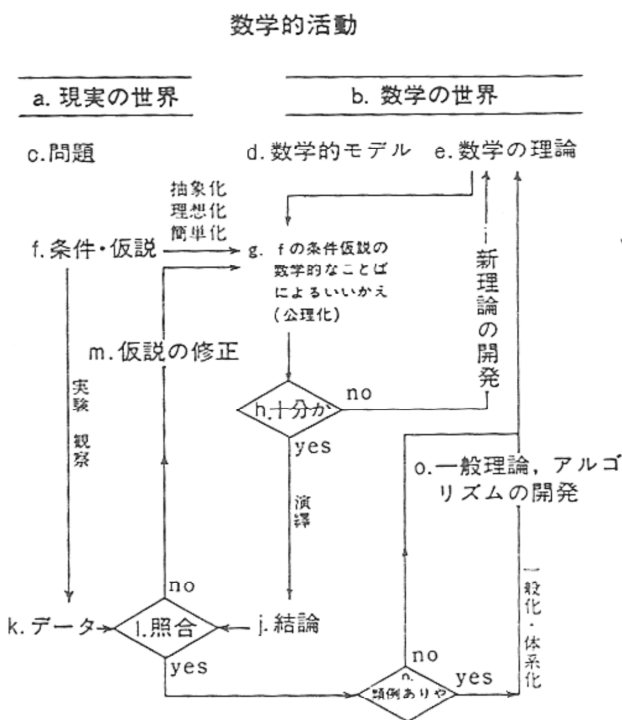 数学的活動
a. 現実の世界
b. 数学の世界
c.問題
d.数学的モデル
e.数学の理論
抽象化
理想化
簡単化
f.条件・仮説
g. fの条件仮説の
数学的なことば
によるいいかえ
(公理化)
i.新理論の開発
m.仮説の修正
実験 観察
h.十分か
no
yes
演繹
o.一般理論,アルゴ
リズムの開発
一般化・体系化
no
k.データ
l.照合
j.結論
yes
no
n.
類例ありや
yes